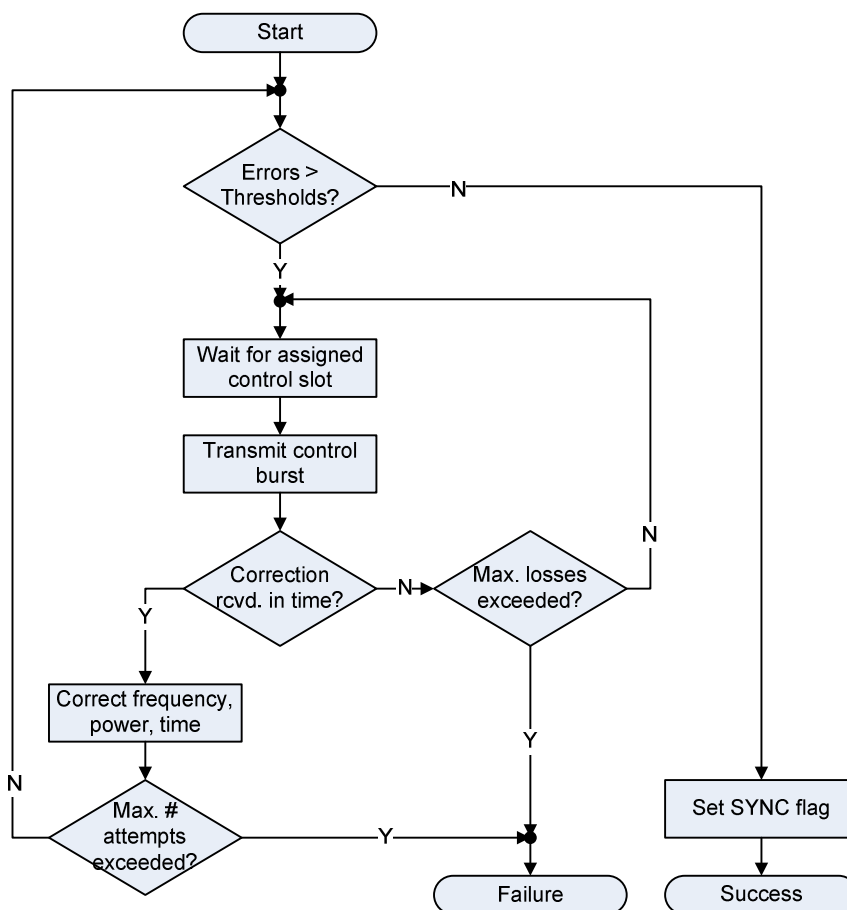 Start
Errors >
Thresholds?
N
Y
Wait for assigned
control slot
Transmit control
burst
N
Correction
rcvd. in time?
N
Max. losses
exceeded?
Y
Correct frequency,
power, time
Y
N
Max. #
attempts
exceeded?
Y
Set SYNC flag
Failure
Success